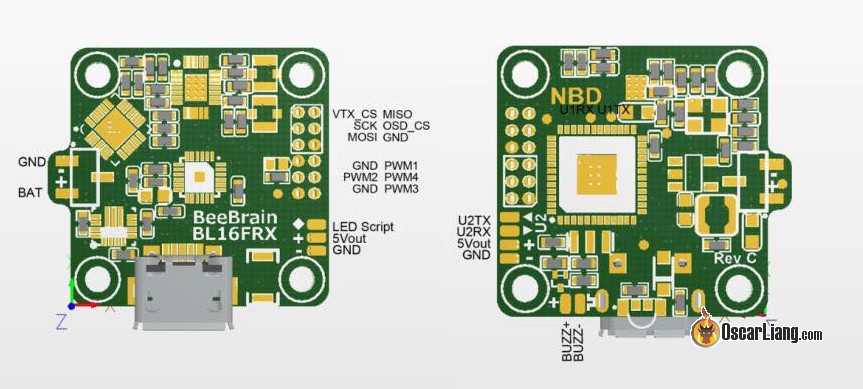 VTX_CS MISO
SCK OSD_CS
MOSI GND
GND PWM1
PWM2 PWM4
GND PWM3
GND
- +
BAT
BeeBrain
BL16FRX
LED Script
+ 5Vout
- GND
Z
X
NBD
U1RX U1TX
U2TX
U2RX
5Vout
GND
U2
+ -
Rev C
+ -
BUZZ+
BUZZ-
OscarLiang.com